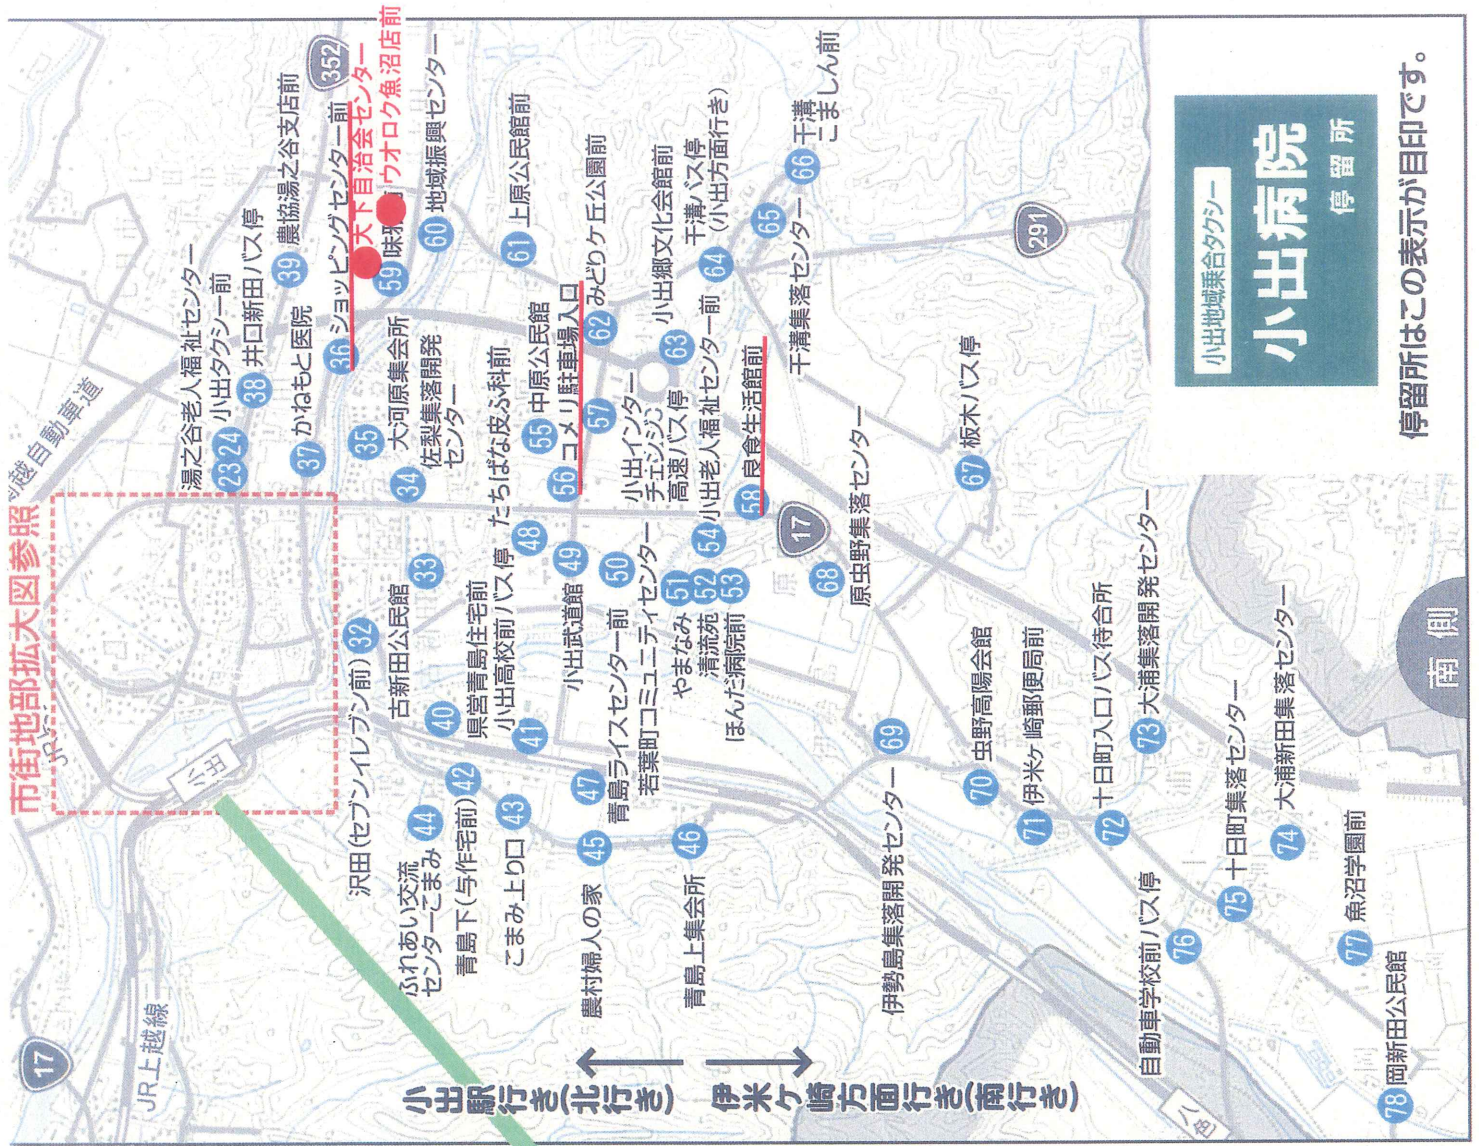 市街地部拡大図参照
越自動車道
352
291
17
17
JR上越線
小出
湯之谷老人福祉センター
23 24 小出タクシー前
38 井口新田バス停
39 農協湯之谷支店前
37 かねもと医院
36 ショッピングセンター前
天下自治会センター
ウオロク魚沼店前
35 大河原集会所
59 味雅
60 地域振興センター
34 佐梨集落開発
センター
61 上原公民館前
たちばな皮ふ科前
48
55 中原公民館
56 コメリ駐車場入口
62 みどりケ丘公園前
57 小出インター
チェンジ
高速バス停
63 小出郷文化会館前
64 干溝バス停
(小出方面行き)
54 小出老人福祉センター前
58 良食生活館前
65 干溝集落センター
66 干溝
こましん前
67 板木バス停
68 原虫野集落センター
原
32 沢田(セブンイレブン前)
33 古新田公民館
40 県営青島住宅前
41 小出高校前バス停
49 小出武道館
50 若葉町コミュニティセンター
47 青島ライスセンター前
51 やまなみ
52 清流苑
53 ほんだ病院前
44 ふれあい交流
センターこまみ
42 青島下(与作宅前)
43 こまみ上り口
45 農村婦人の家
46 青島上集会所
69 伊勢島集落開発センター
70 虫野高陽会館
71 伊米ヶ崎郵便局前
72 十日町入口バス待合所
73 大浦集落開発センター
74 大浦新田集落センター
75 十日町集落センター
76 自動車学校前バス停
77 魚沼学園前
78 岡新田公民館
小出駅行き(北行き)
伊米ケ崎方面行き(南行き)
南側
小出地域乗合タクシー
小出病院
停留所
停留所はこの表示が目印です。